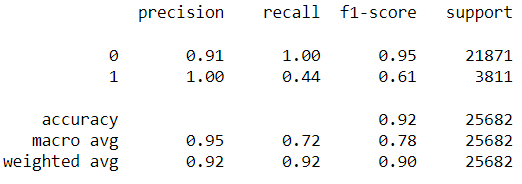 precision recall f1-score support
0 0.91 1.00 0.95 21871
1 1.00 0.44 0.61 3811
accuracy 0.92 25682
macro avg 0.95 0.72 0.78 25682
weighted avg 0.92 0.92 0.90 25682